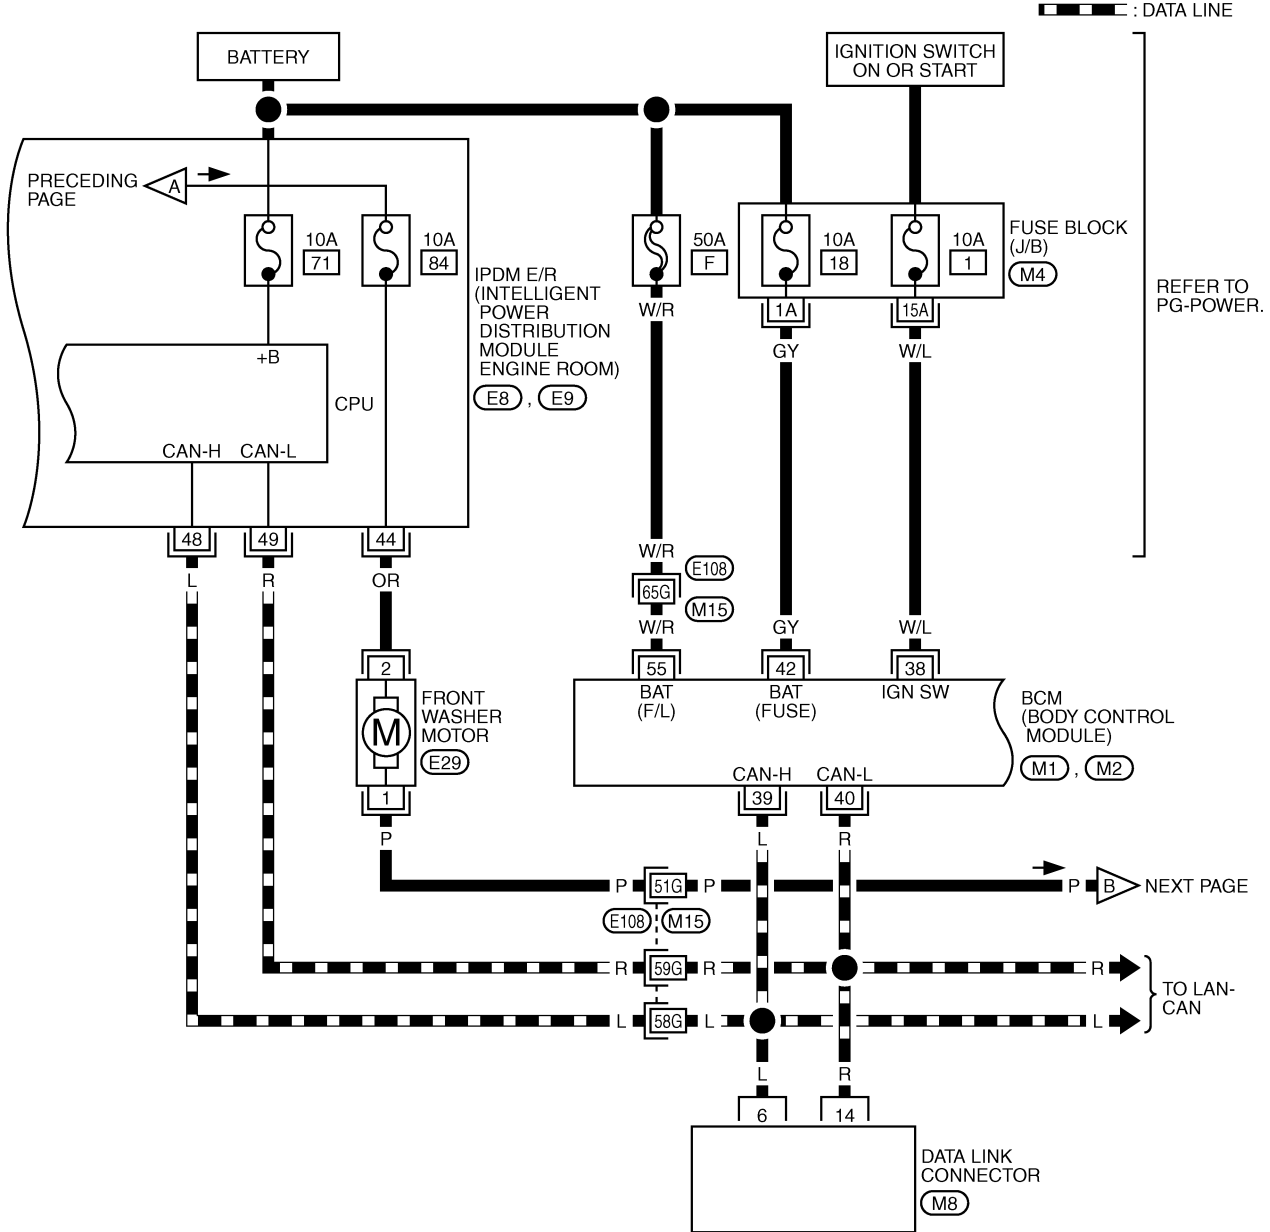 : DATA LINE
BATTERY
IGNITION SWITCH
ON OR START
PRECEDING
PAGE
A
10A
71
10A
84
50A
F
10A
18
10A
1
FUSE BLOCK
(J/B)
M4
REFER TO
PG-POWER.
IPDM E/R
(INTELLIGENT
POWER
DISTRIBUTION
MODULE
ENGINE ROOM)
E8 , E9
W/R
1A
15A
GY
W/L
+B
CPU
CAN-H CAN-L
48
49
44
L
R
OR
W/R
E108
65G
M15
W/R
GY
W/L
2
M
1
FRONT
WASHER
MOTOR
E29
P
55
42
38
BAT
(F/L)
BAT
(FUSE)
IGN SW
BCM
(BODY CONTROL
MODULE)
M1 , M2
CAN-H CAN-L
39
40
L
R
P 51G P
P B NEXT PAGE
E108 M15
R 59G R
R
L 58G L
L
TO LAN-
CAN
L
R
6
14
DATA LINK
CONNECTOR
M8